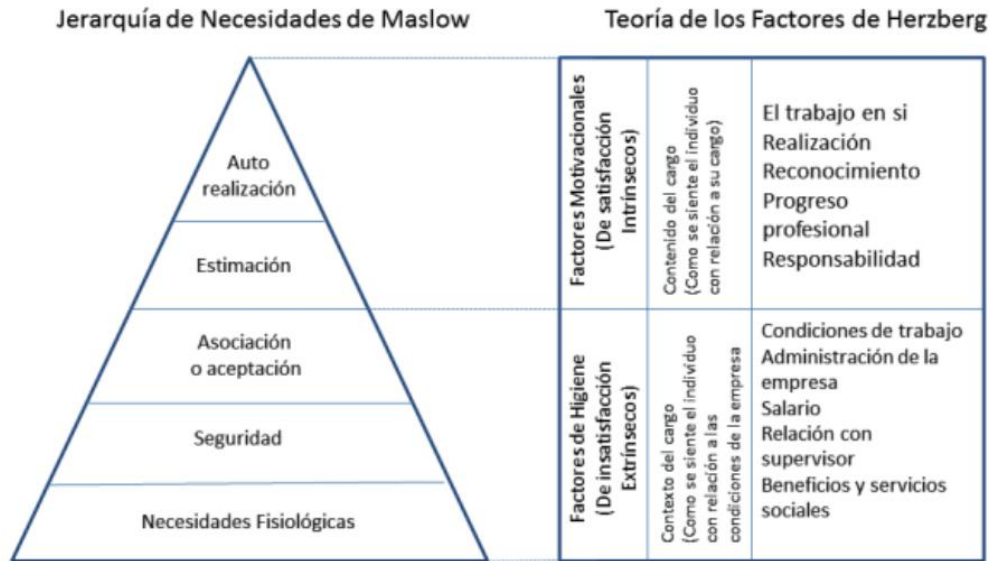 Jerarquía de Necesidades de Maslow
Auto
realización
Estimación
Asociación
o aceptación
Seguridad
Necesidades Fisiológicas
Teoría de los Factores de Herzberg
Factores Motivacionales
(De satisfacción
Intrínsecos)
Contenido del cargo
(Como se siente el individuo
con relación a su cargo)
El trabajo en si
Realización
Reconocimiento
Progreso
profesional
Responsabilidad
Factores de Higiene
(De insatisfacción
Extrínsecos)
Contexto del cargo
(Como se siente el individuo
con relación a las
condiciones de la empresa
Condiciones de trabajo
Administración de la
empresa
Salario
Relación con
supervisor
Beneficios y servicios
sociales